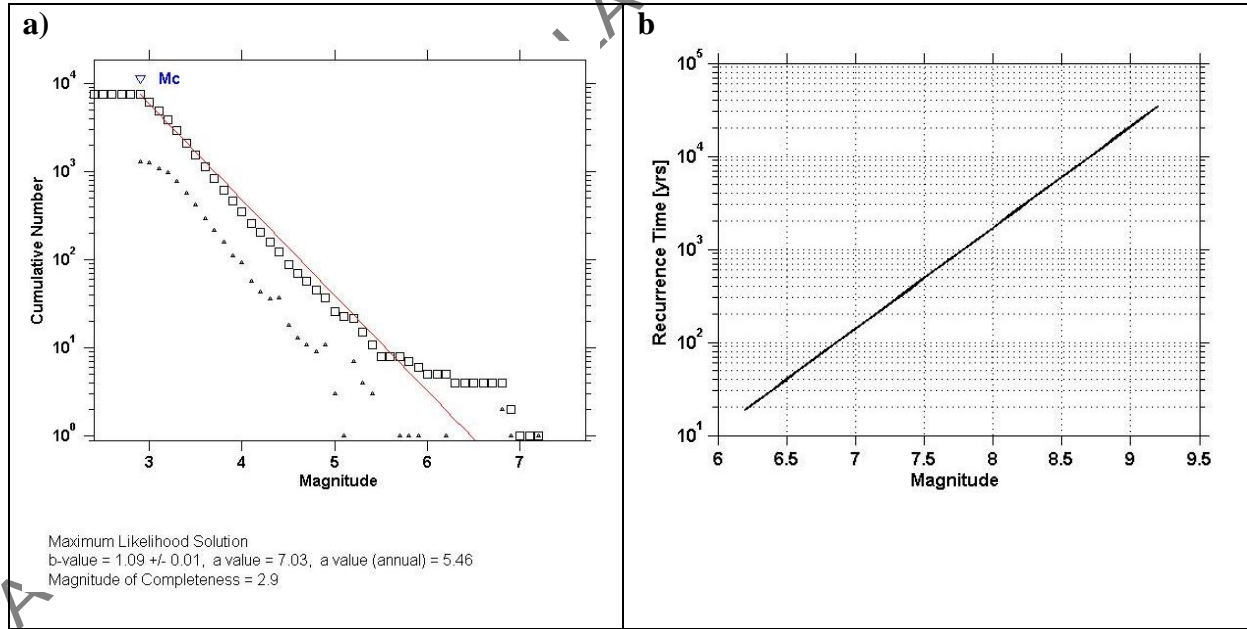 a)
Mc
10^4
10^3
10^2
10^1
10^0
Cumulative Number
3 4 5 6 7
Magnitude
Maximum Likelihood Solution
b-value = 1.09 +/- 0.01, a value = 7.03, a value (annual) = 5.46
Magnitude of Completeness = 2.9
b
10^5
10^4
10^3
10^2
10^1
Recurrence Time [yrs]
6 6.5 7 7.5 8 8.5 9 9.5
Magnitude